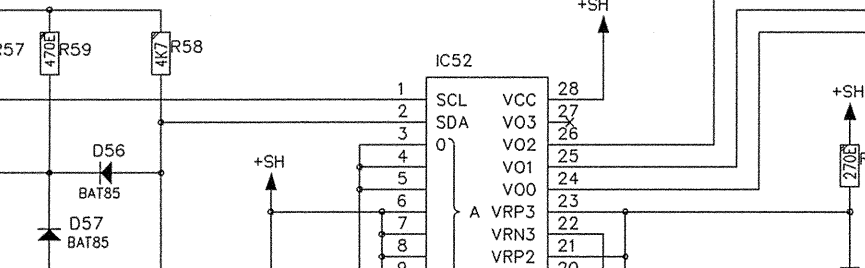 +SH
R57
470E
R59
4K7
R58
IC52
1
SCL
VCC
28
+SH
2
SDA
VO3
27
3
0
VO2
26
D56
+SH
4
VO1
25
270E
BAT85
5
VO0
24
6
A
VRP3
23
D57
7
VRN3
22
BAT85
8
VRP2
21
9
20